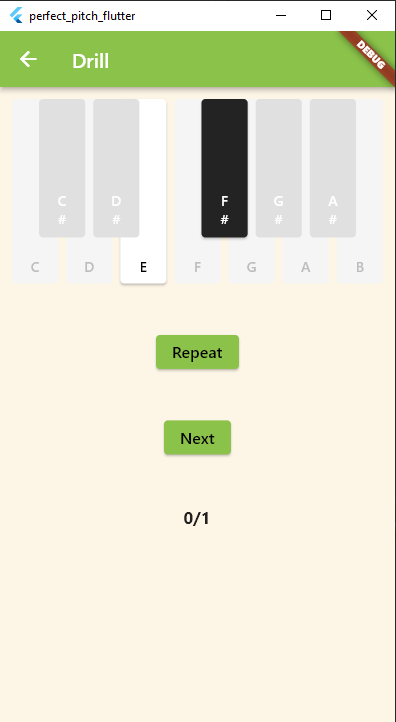 perfect_pitch_flutter
Drill
DEBUG
C D F G A
# # # # #
C D E F G A B
Repeat
Next
0/1